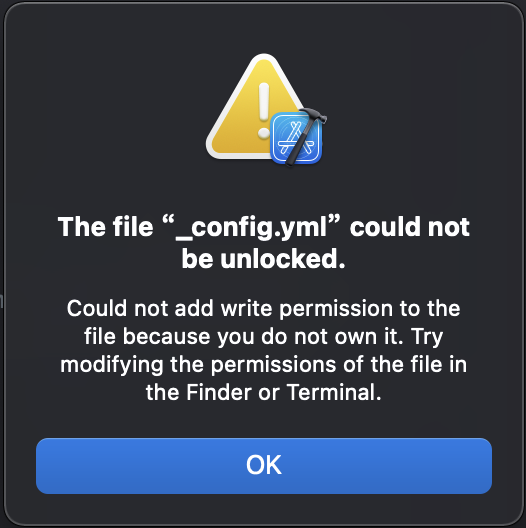 The file “_config.yml” could not
be unlocked.
Could not add write permission to the
file because you do not own it. Try
modifying the permissions of the file in
the Finder or Terminal.
OK